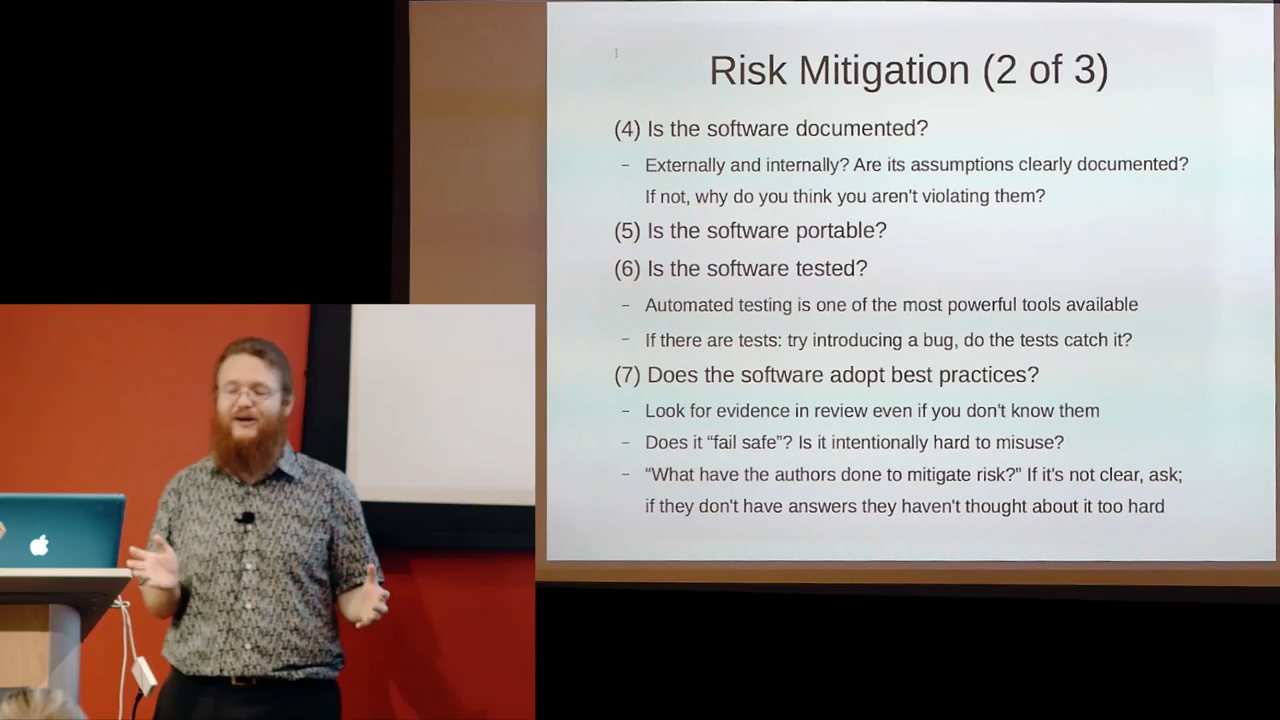 Risk Mitigation (2 of 3)
(4) Is the software documented?
– Externally and internally? Are its assumptions clearly documented?
If not, why do you think you aren't violating them?
(5) Is the software portable?
(6) Is the software tested?
– Automated testing is one of the most powerful tools available
– If there are tests: try introducing a bug, do the tests catch it?
(7) Does the software adopt best practices?
– Look for evidence in review even if you don't know them
– Does it “fail safe”? Is it intentionally hard to misuse?
– “What have the authors done to mitigate risk?” If it's not clear, ask;
if they don't have answers they haven't thought about it too hard